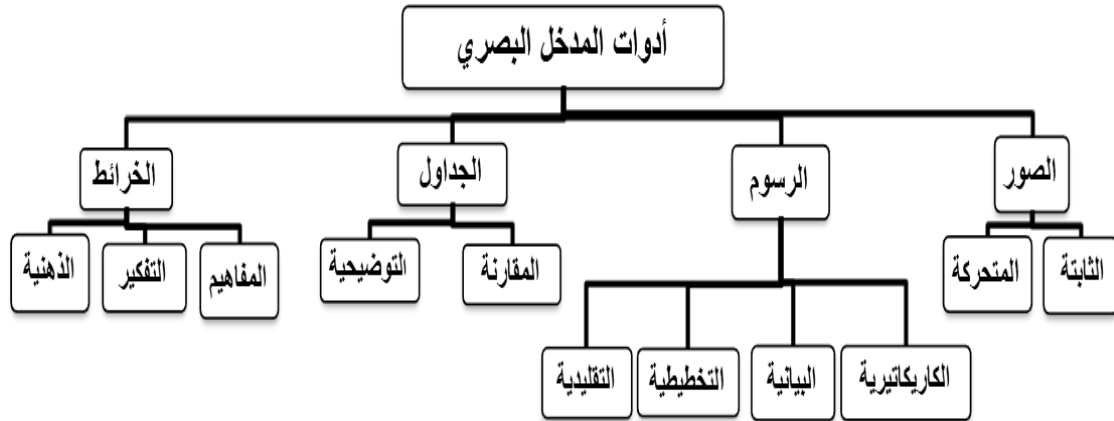 أدوات المدخل البصري
الصور
الرسوم
الجداول
الخرائط
الثابتة
المتحركة
المقارنة
التوضيحية
المفاهيم
التفكير
الذهنية
الكاريكاتيرية
البيانية
التخطيطية
التقليدية